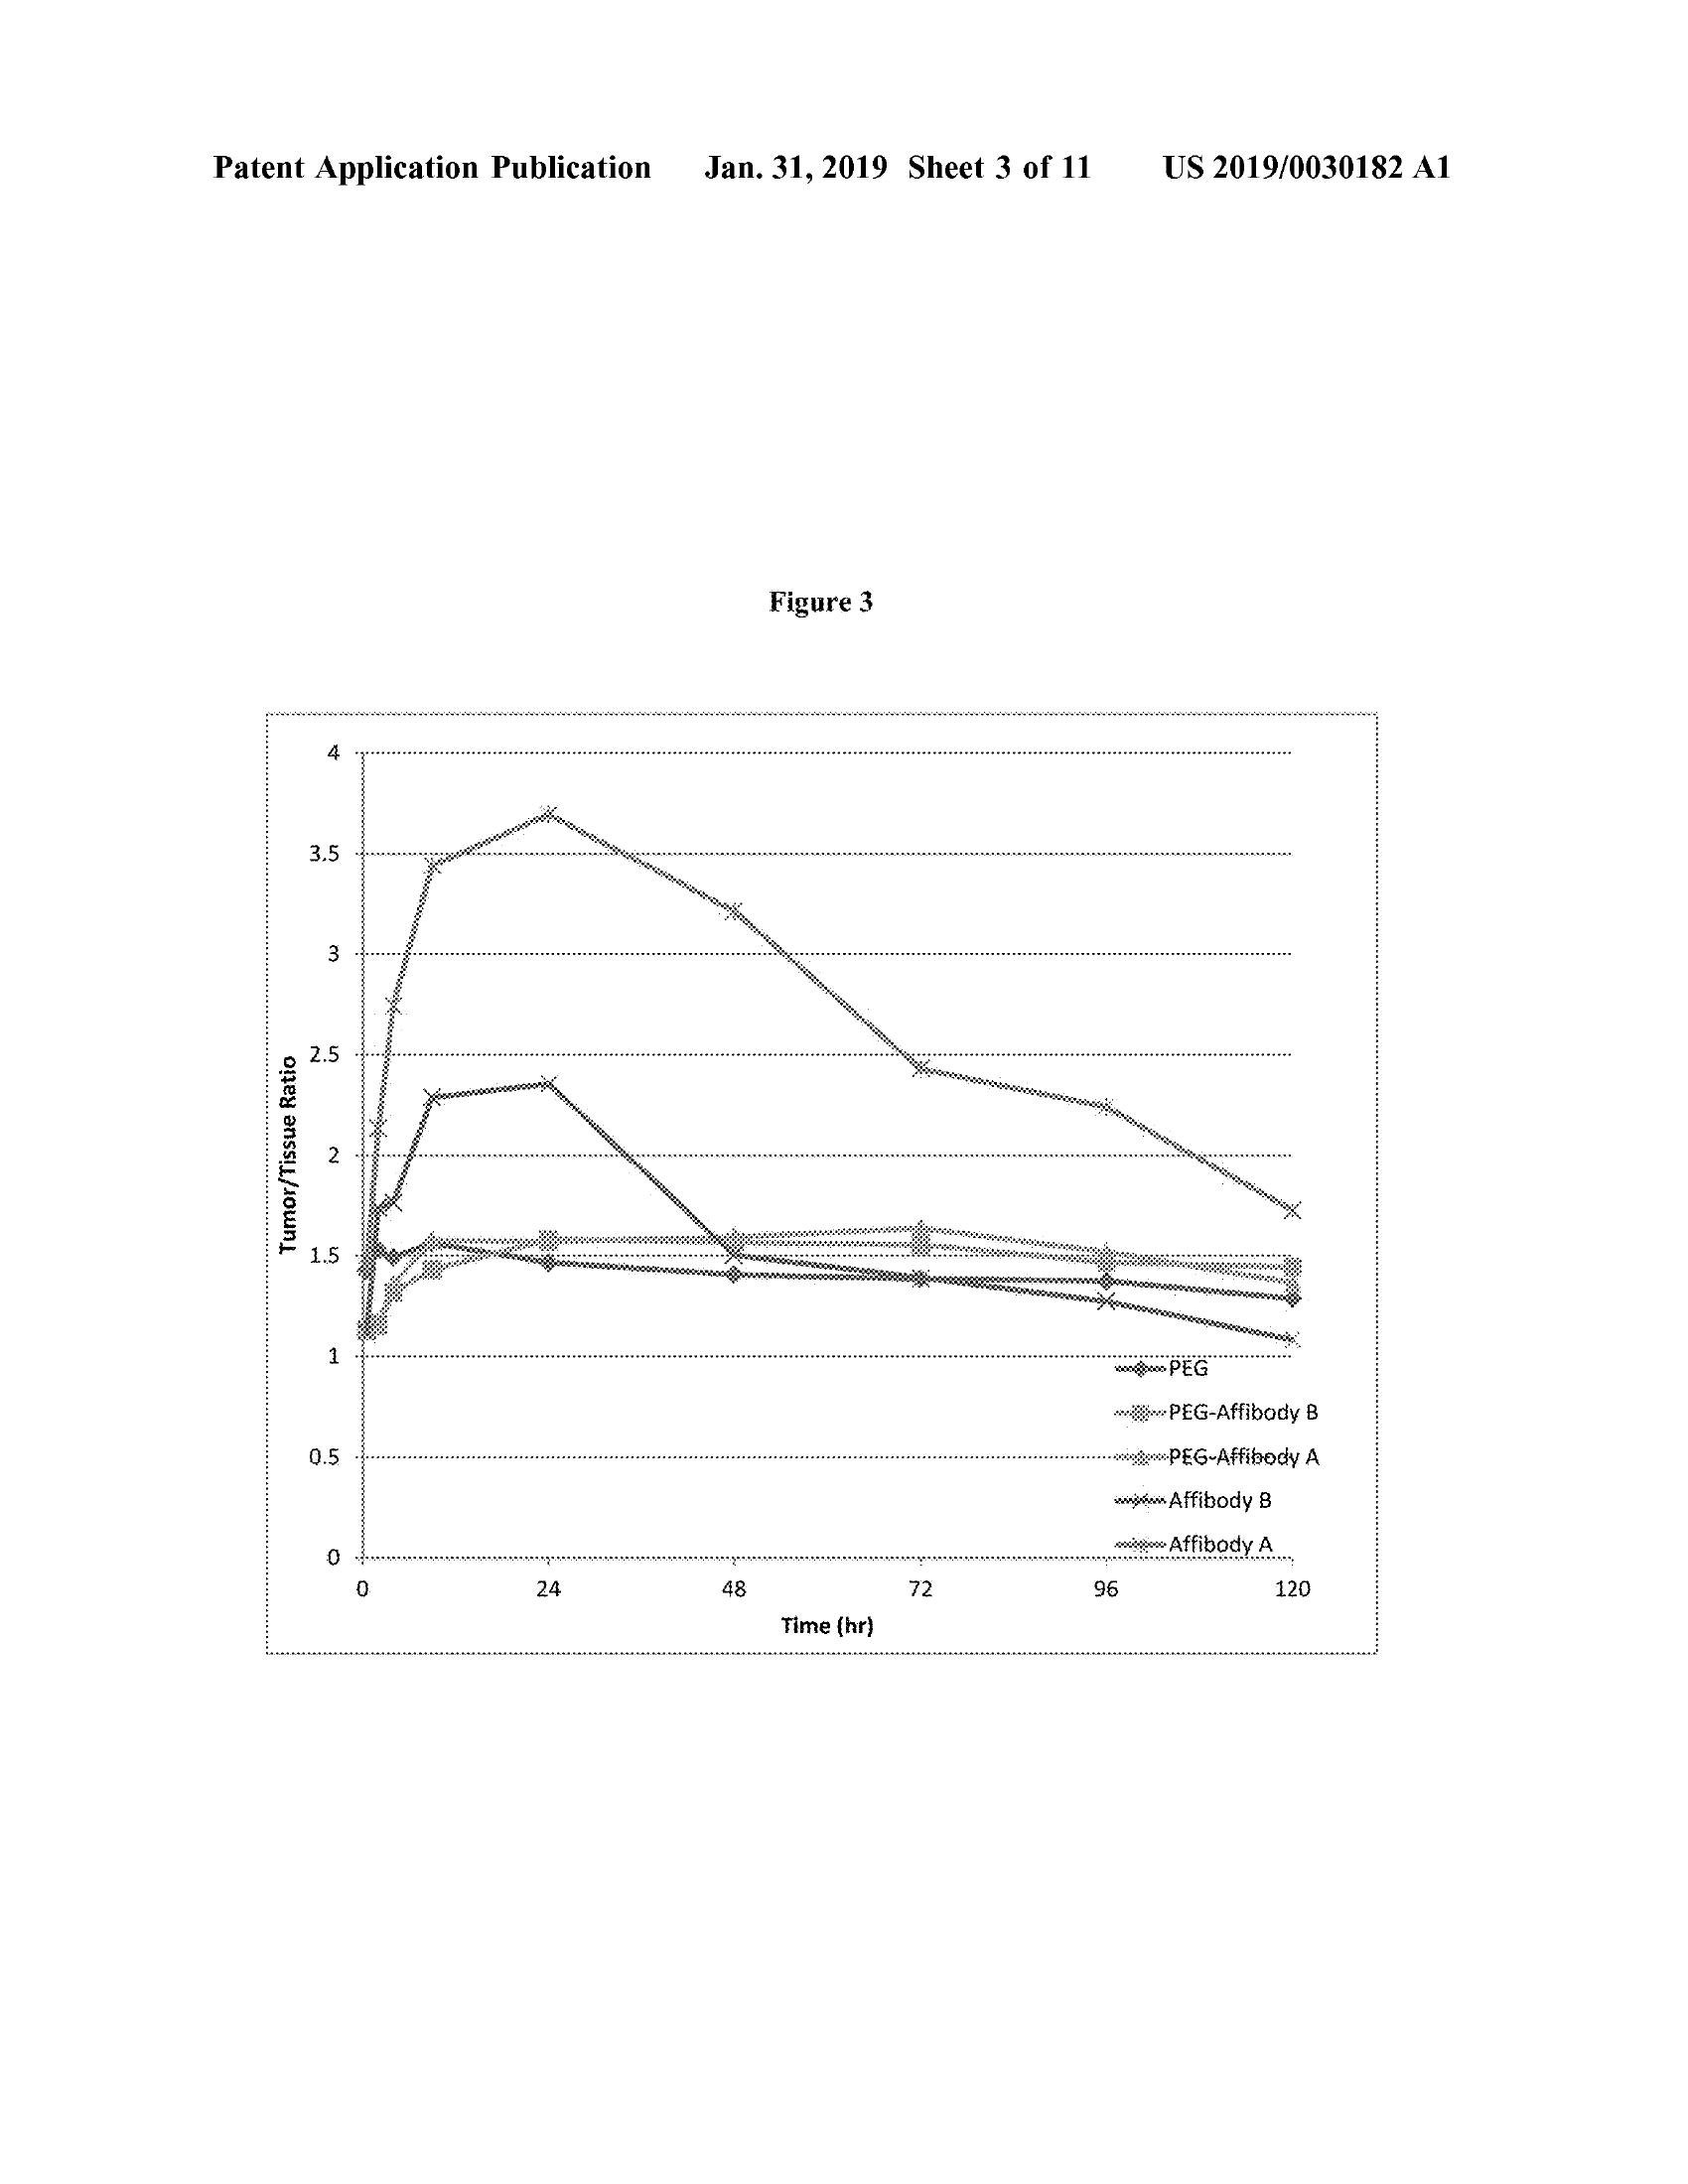 Patent Application Publication Jan. 31, 2019 Sheet 3 of 11 US 2019/0030182 A1
Figure 3
4
3.5
3
2.5
2
1.5
1
0.5
0
Tumor/Tissue Ratio
PEG
PEG-Affibody B
PEG-Affibody A
Affibody B
Affibody A
0 24 48 72 96 120
Time (hr)